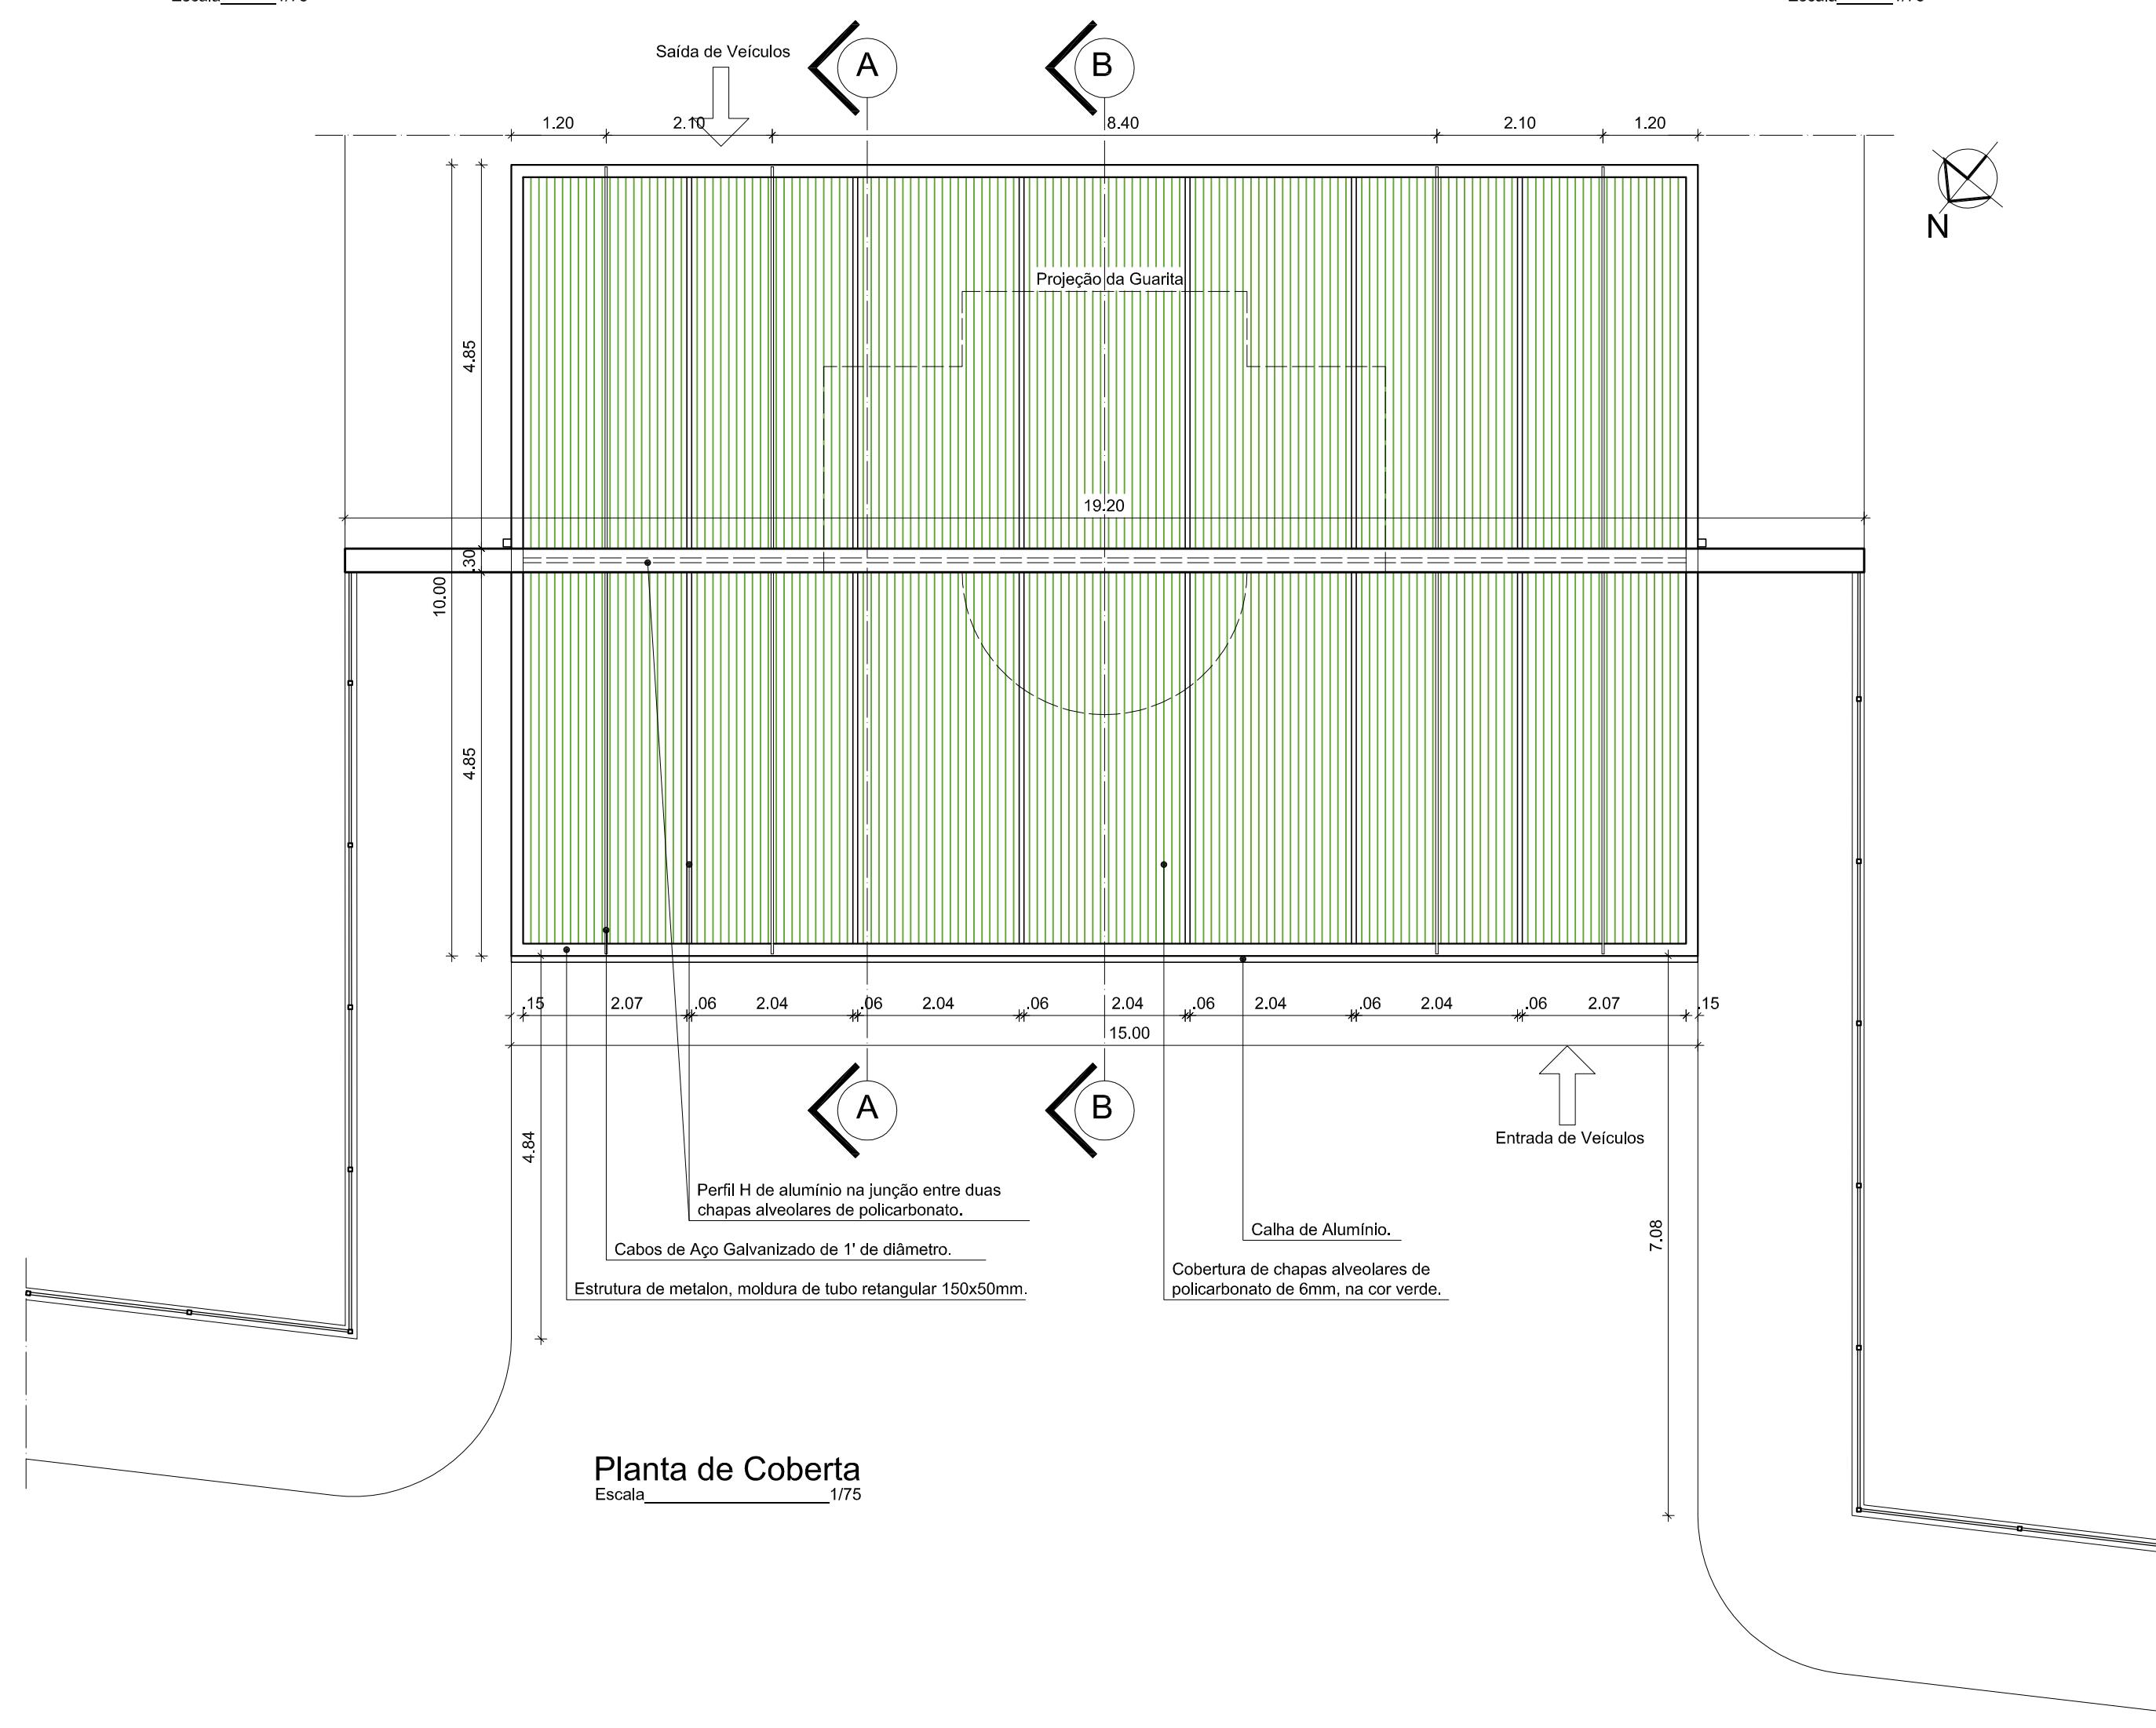 Saída de Veículos
A
B
1.20
2.10
8.40
2.10
1.20
N
Projeção da Guarita
4.85
19.20
.30
10.00
4.85
.15
2.07
.06
2.04
.06
2.04
.06
2.04
.06
2.04
.06
2.04
.06
2.07
.15
15.00
A
B
4.84
Entrada de Veículos
Perfil H de alumínio na junção entre duas
chapas alveolares de policarbonato.
Calha de Alumínio.
7.08
Cabos de Aço Galvanizado de 1' de diâmetro.
Cobertura de chapas alveolares de
policarbonato de 6mm, na cor verde.
Estrutura de metalon, moldura de tubo retangular 150x50mm.
Planta de Coberta
Escala 1/75